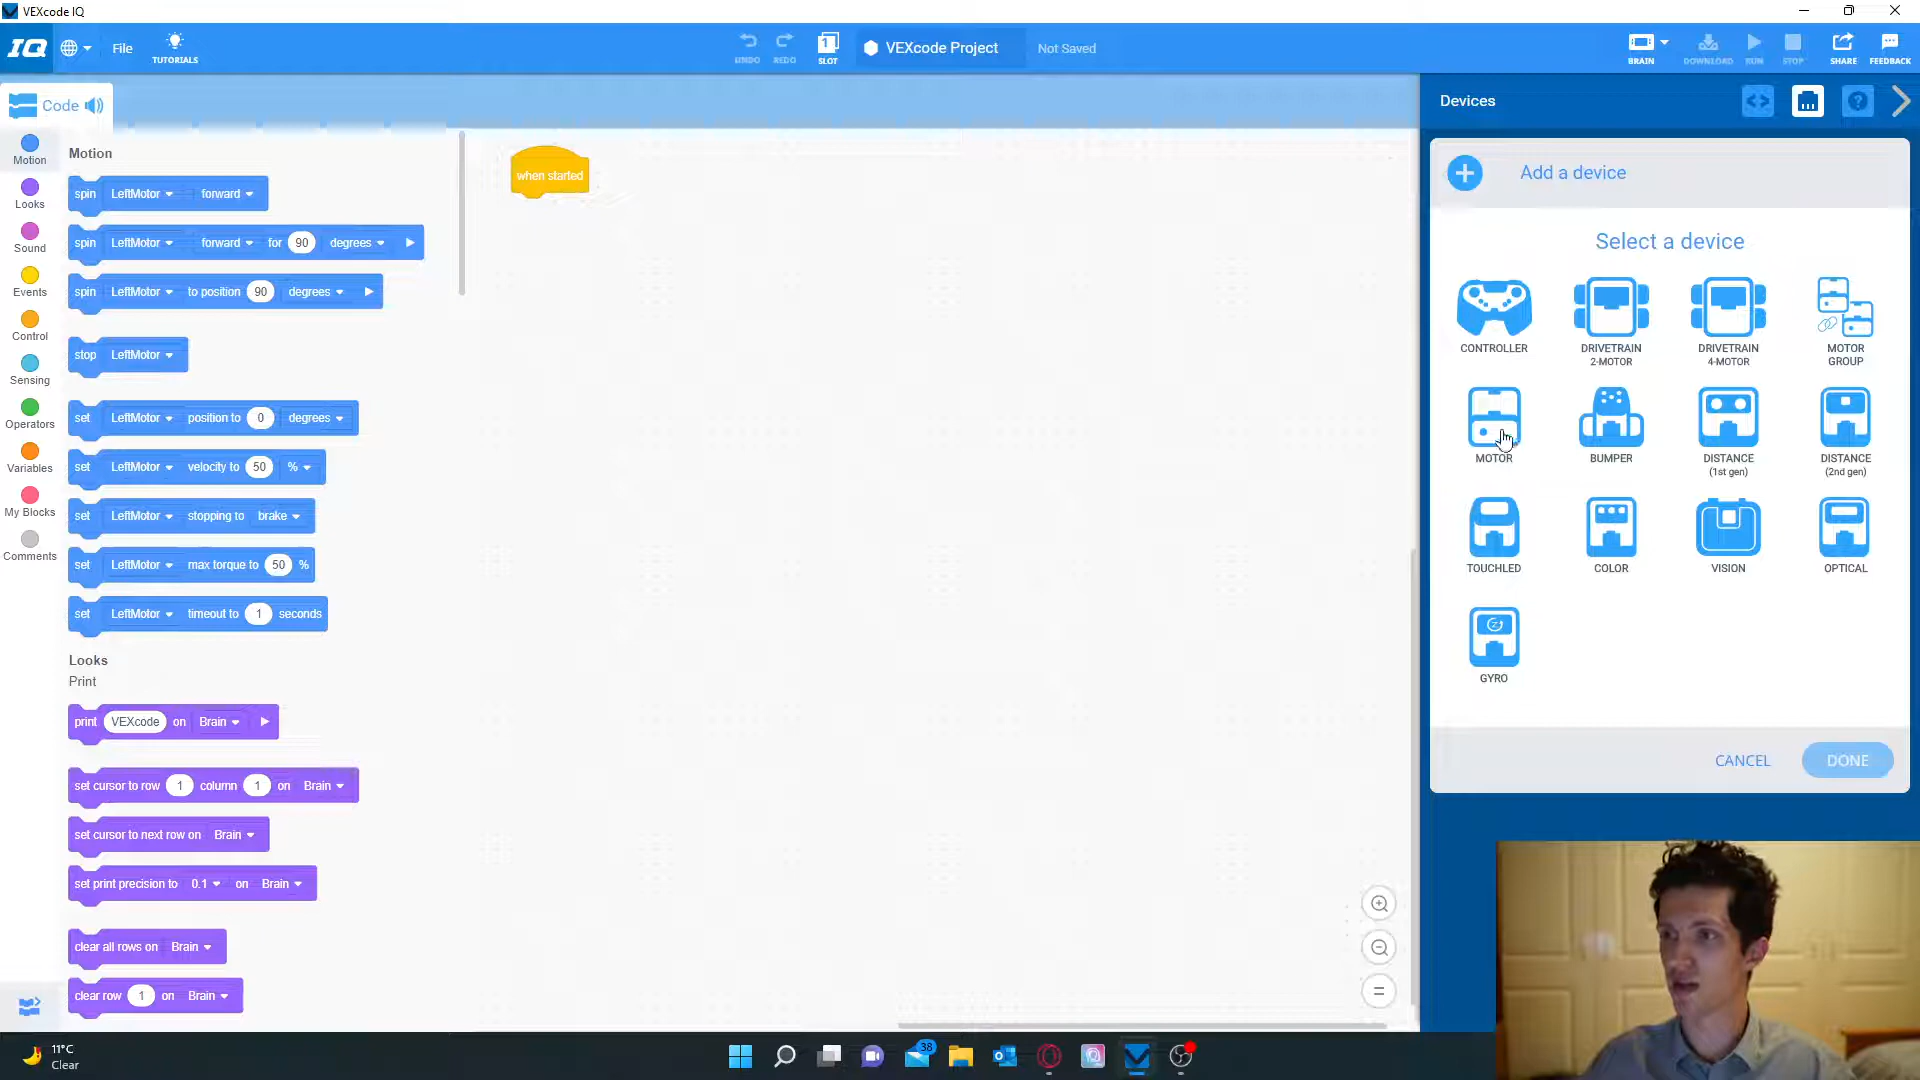 VEXcode IQ
IQ File TUTORIALS UNDO REDO 1 SLOT VEXcode Project Not Saved BRAIN DOWNLOAD RUN STOP SHARE FEEDBACK
Code
Motion
Looks
Sound
Events
Control
Sensing
Operators
Variables
My Blocks
Comments
Motion
spin LeftMotor forward
spin LeftMotor forward for 90 degrees
spin LeftMotor to position 90 degrees
stop LeftMotor
set LeftMotor position to 0 degrees
set LeftMotor velocity to 50 %
set LeftMotor stopping to brake
set LeftMotor max torque to 50 %
set LeftMotor timeout to 1 seconds
Looks
Print
print VEXcode on Brain
set cursor to row 1 column 1 on Brain
set cursor to next row on Brain
set print precision to 0.1 on Brain
clear all rows on Brain
clear row 1 on Brain
when started
Devices
Add a device
Select a device
CONTROLLER
DRIVETRAIN
2-MOTOR
DRIVETRAIN
4-MOTOR
MOTOR
GROUP
MOTOR
BUMPER
DISTANCE
(1st gen)
DISTANCE
(2nd gen)
TOUCHLED
COLOR
VISION
OPTICAL
GYRO
CANCEL DONE
11°C
Clear
38